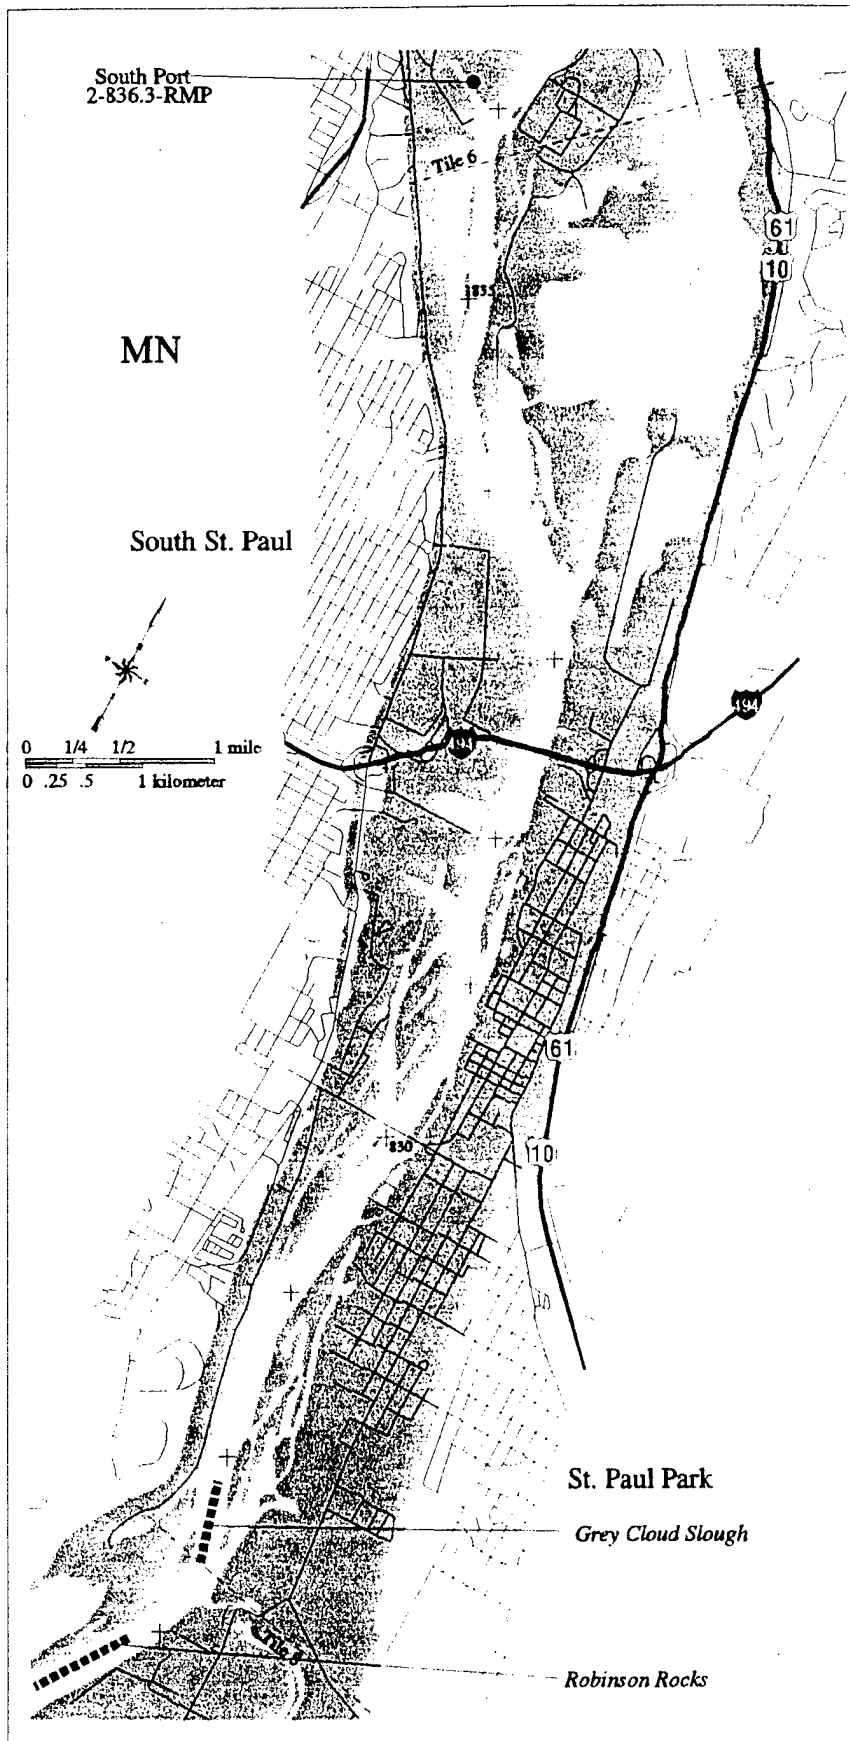 South Port
2-836.3-RMP
Tile 6
61
10
835
MN
South St. Paul
494
0 1/4 1/2 1 mile
0 .25 .5 1 kilometer
494
61
830
10
St. Paul Park
Grey Cloud Slough
Tile 8
Robinson Rocks